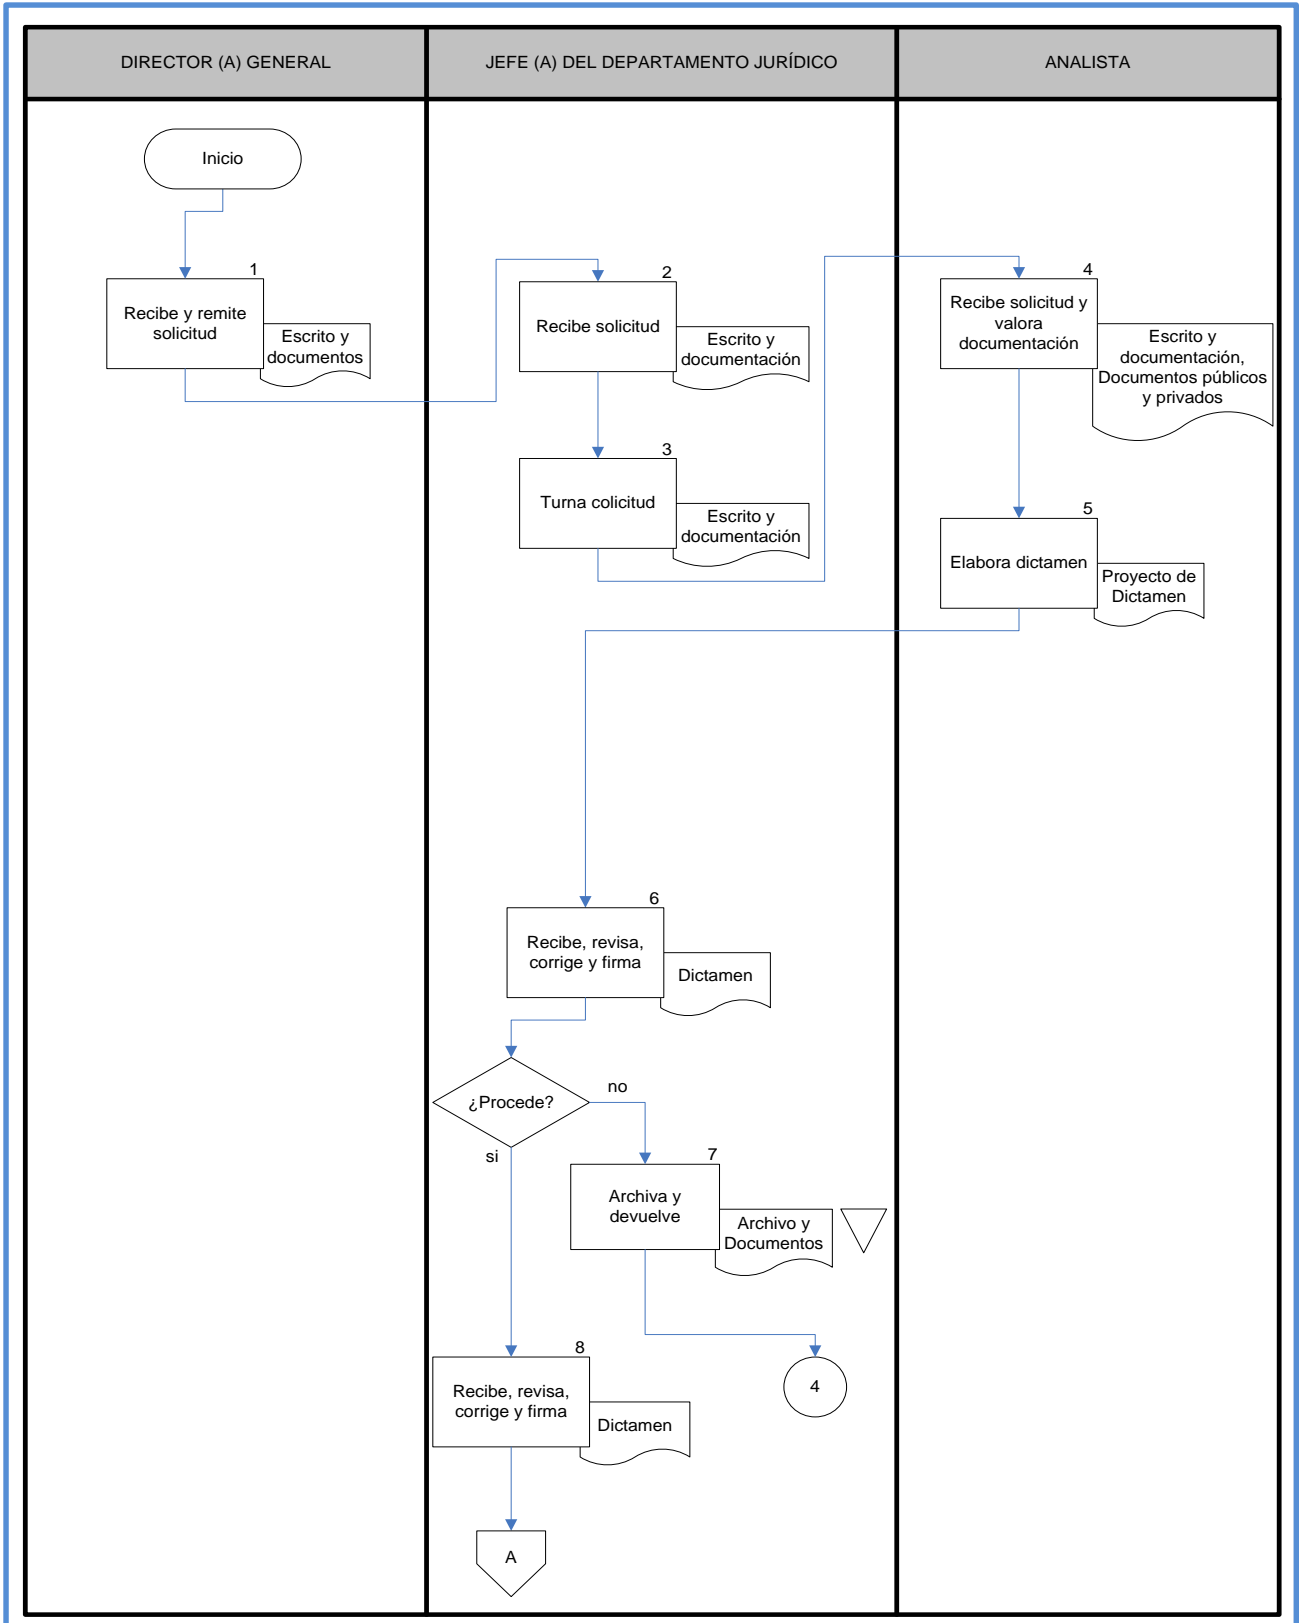 DIRECTOR (A) GENERAL
JEFE (A) DEL DEPARTAMENTO JURÍDICO
ANALISTA
Inicio
1
Recibe y remite
solicitud
Escrito y
documentos
2
Recibe solicitud
Escrito y
documentación
3
Turna colicitud
Escrito y
documentación
4
Recibe solicitud y
valora
documentación
Escrito y
documentación,
Documentos públicos
y privados
5
Elabora dictamen
Proyecto de
Dictamen
6
Recibe, revisa,
corrige y firma
Dictamen
¿Procede?
no
si
7
Archiva y
devuelve
Archivo y
Documentos
4
8
Recibe, revisa,
corrige y firma
Dictamen
A